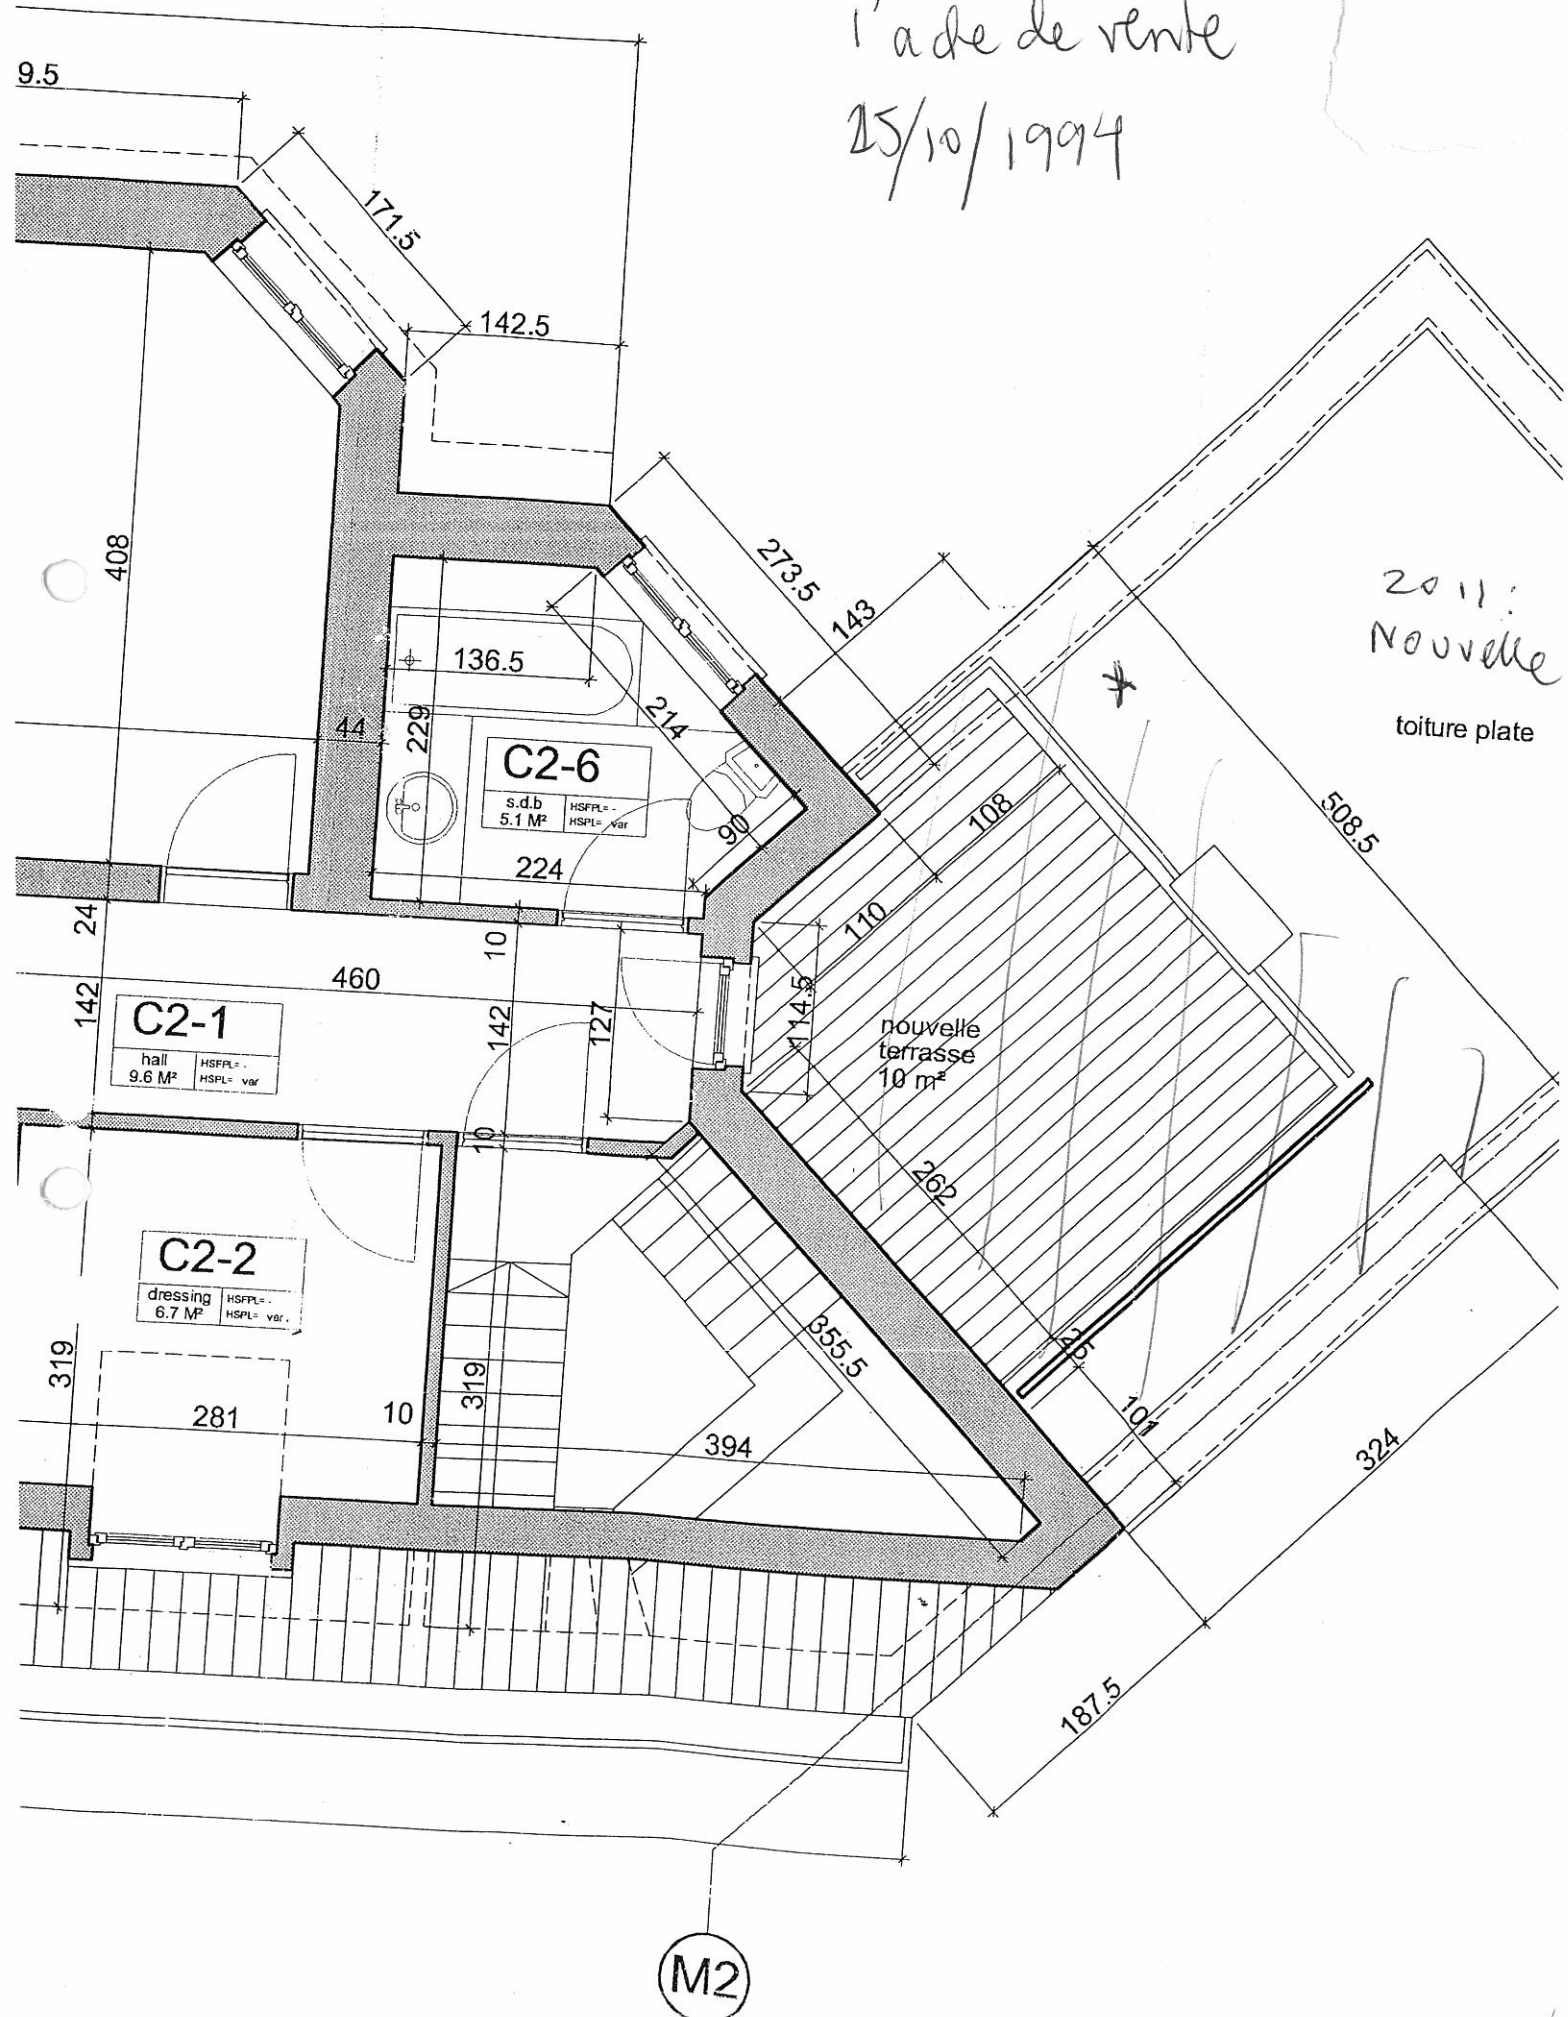 l'acte de vente
25/10/1994
9.5
171.5
142.5
408
273.5
143
2011:
Nouvelle
toiture plate
136.5
214
44
229
C2-6
s.d.b
5.1 M²
HSFPL= -
HSPL= var
90
108
508.5
224
110
24
10
460
142
142
127
114.5
C2-1
hall
9.6 M²
HSFPL= -
HSPL= var
nouvelle
terrasse
10 m²
10
262
C2-2
dressing
6.7 M²
HSFPL= -
HSPL= var.
355.5
25
319
319
281
10
394
101
324
187.5
M2